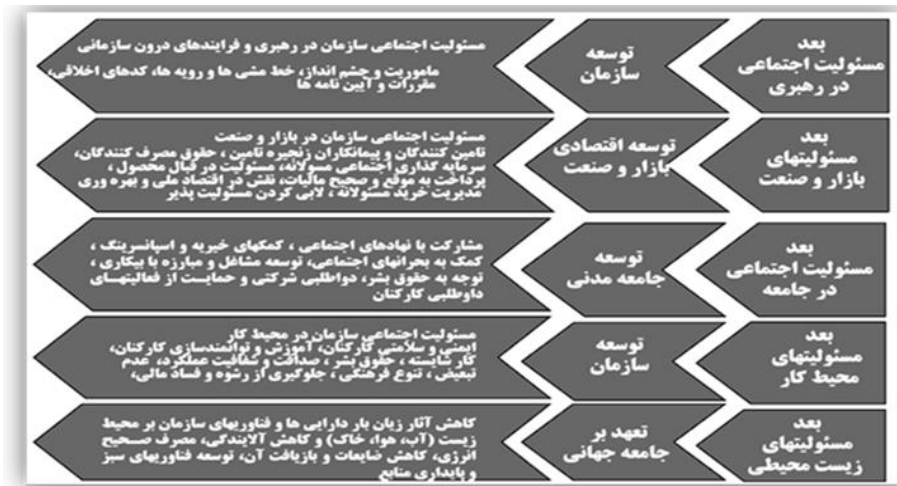 بعد
مسئولیت اجتماعی
در رهبری
توسعه
سازمان
مسئولیت اجتماعی سازمان در رهبری و فرایندهای درون سازمانی
ماموریت و چشم انداز، خط مشی ها و رویه ها، کدهای اخلاقی،
مقررات و آیین نامه ها
بعد
مسئولیتهای
بازار و صنعت
توسعه اقتصادی
بازار و صنعت
مسئولیت اجتماعی سازمان در بازار و صنعت
تامین کنندگان و پیمانکاران زنجیره تامین ، حقوق مصرف کنندگان،
سرمایه گذاری اجتماعی مسولانه، مسئولیت در قبال محصول ،
پرداخت به موقع و صحیح مالیات، نقش در اقتصاد ملی و بهره وری
مدیریت خرید مسئولانه ، لابی کردن مسئولیت پذیر
بعد
مسئولیت اجتماعی
در جامعه
توسعه
جامعه مدنی
مشارکت با نهادهای اجتماعی ، کمکهای خیریه و اسپانسرینگ ،
کمک به بحرانهای اجتماعی، توسعه مشاغل و مبارزه با بیکاری ،
توجه به حقوق بشر، دواطلبی شرکتی و حمایت از فعالیتهای
داوطلبی کارکنان
بعد
مسئولیتهای
محیط کار
توسعه
سازمان
مسئولیت اجتماعی سازمان در محیط کار
ایمنی و سلامتی کارکنان، آموزش و توانمندسازی کارکنان،
کار شایسته ، حقوق بشر ، صداقت و شفافیت عملکرد، عدم
تبعیض ، تنوع فرهنگی ، جلوگیری از رشوه و فساد مالی،
بعد
مسئولیتهای
زیست محیطی
تعهد بر
جامعه جهانی
کاهش آثار زیان بار دارایی ها و فناوریهای سازمان بر محیط
زیست (آب، هوا، خاک) و کاهش آلایندگی، مصرف صحیح
انرژی، کاهش ضایعات و بازیافت آن، توسعه فناوریهای سبز
و پایداری منابع